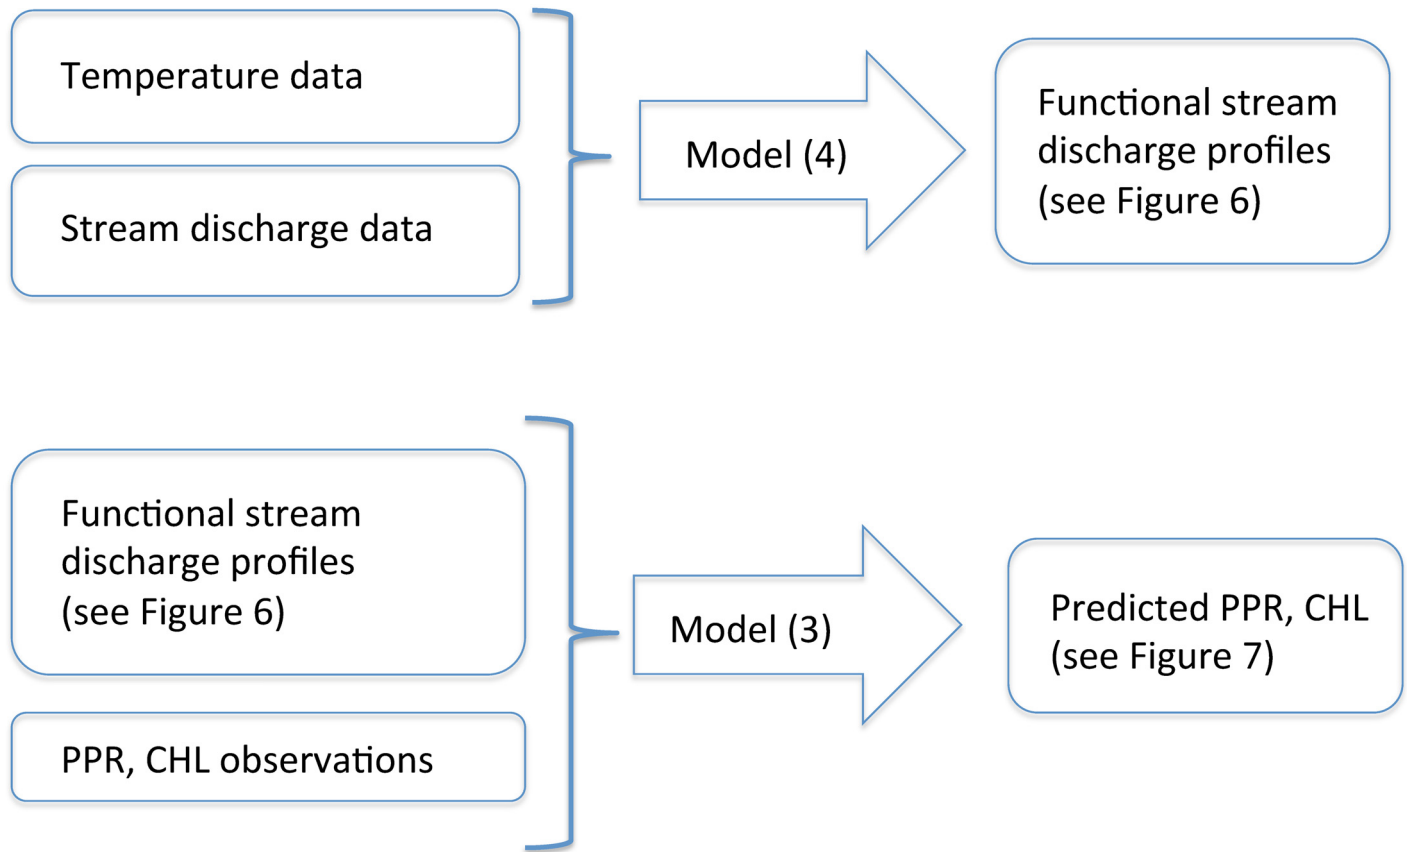 Temperature data
Stream discharge data
Model (4)
Functional stream
discharge profiles
(see Figure 6)
Functional stream
discharge profiles
(see Figure 6)
PPR, CHL observations
Model (3)
Predicted PPR, CHL
(see Figure 7)